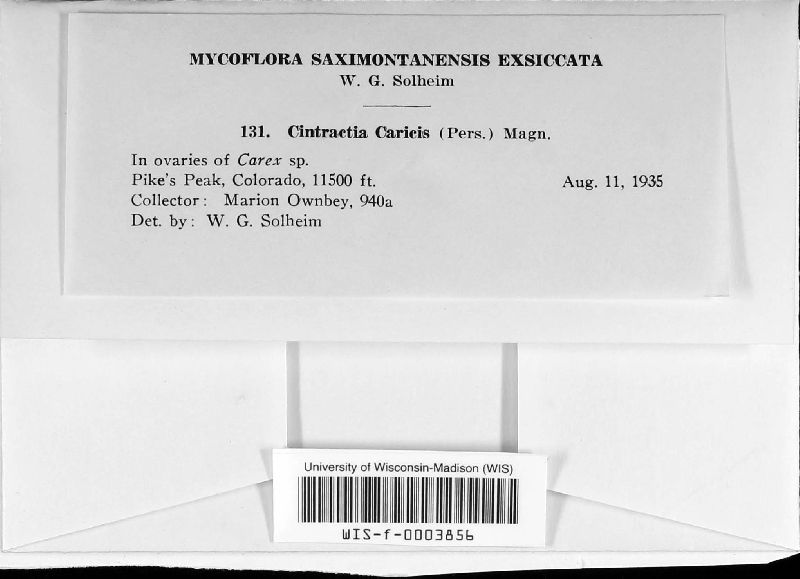 MYCOFLORA SAXIMONTANENSIS EXSICCATA
W. G. Solheim
131. Cintractia Caricis (Pers.) Magn.
In ovaries of Carex sp.
Pike's Peak, Colorado, 11500 ft. Aug. 11, 1935
Collector: Marion Ownbey, 940a
Det. by: W. G. Solheim
University of Wisconsin-Madison (WIS)
WIS-f-0003856